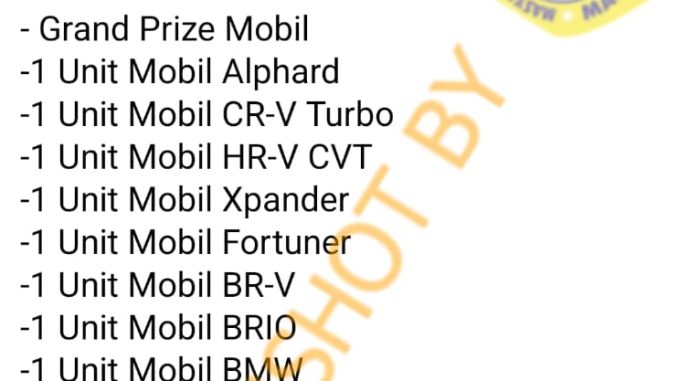 - Grand Prize Mobil
-1 Unit Mobil Alphard
-1 Unit Mobil CR-V Turbo
-1 Unit Mobil HR-V CVT
-1 Unit Mobil Xpander
-1 Unit Mobil Fortuner
-1 Unit Mobil BR-V
-1 Unit Mobil BRIO
-1 Unit Mobil BMW
SHOT BY